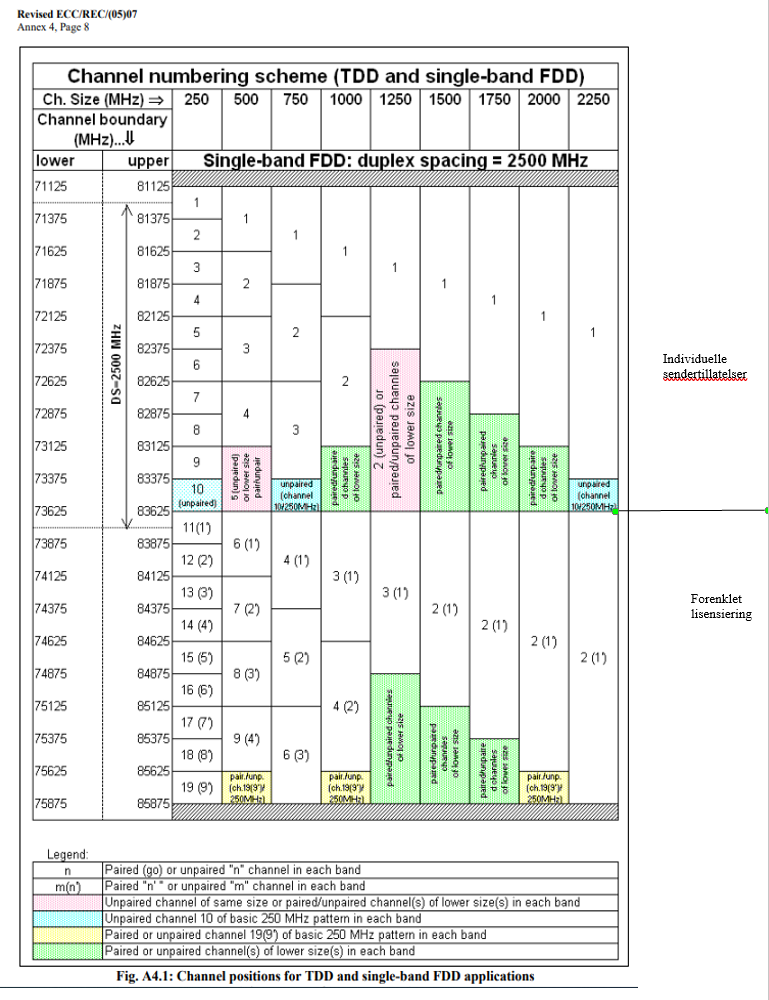 Revised ECC/REC/(05)07
Annex 4, Page 8
Channel numbering scheme (TDD and single-band FDD)
Ch. Size (MHz) ⇒ 250 500 750 1000 1250 1500 1750 2000 2250
Channel boundary
(MHz)...⇓
lower upper Single-band FDD: duplex spacing = 2500 MHz
71125 81125
1
71375 81375 1
2 1
71625 81625 1
3 1
71875 81875 2 1
4 1
72125 82125 1
5 2 1
72375 82375 3
6
72625 82625 2
7
72875 82875 4
8 3
73125 83125
9
73375 83375
10
(unpaired)
73625 83625
DS=2500 MHz
5 (unpaired)
or lower size
pair/unpair
unpaired
(channel
10/250MHz)
paired/unpaire
d channles
of lower size
2 (unpaired) or
paired/unpaired channles
of lower size
paired/unpaired channles
of lower size
paired/unpaired
channles
of lower size
paired/unpaire
d channles
of lower size
unpaired
(channel
10/250MHz)
11(1')
73875 83875 6 (1')
12 (2') 4 (1')
74125 84125 3 (1')
13 (3') 3 (1')
74375 84375 7 (2') 2 (1')
14 (4') 2 (1')
74625 84625 2 (1')
15 (5') 5 (2') 2 (1')
74875 84875 8 (3')
16 (6')
75125 85125 4 (2')
17 (7')
75375 85375 9 (4')
18 (8') 6 (3')
75625 85625
19 (9')
75875 85875
pair./unp.
(ch.19(9')/
250MHz)
pair./unp.
(ch.19(9')/
250MHz)
paired/unpaired channles
of lower size
paired/unpaired
channles
of lower size
paired/unpaire
d channles
of lower size
pair./unp.
(ch.19(9')/
250MHz)
Individuelle
sendertillatelser
Forenklet
lisensiering
Legend:
n Paired (go) or unpaired "n" channel in each band
m(n') Paired "n' " or unpaired "m" channel in each band
Unpaired channel of same size or paired/unpaired channel(s) of lower size(s) in each band
Unpaired channel 10 of basic 250 MHz pattern in each band
Paired or unpaired channel 19(9') of basic 250 MHz pattern in each band
Paired or unpaired channel(s) of lower size(s) in each band
Fig. A4.1: Channel positions for TDD and single-band FDD applications